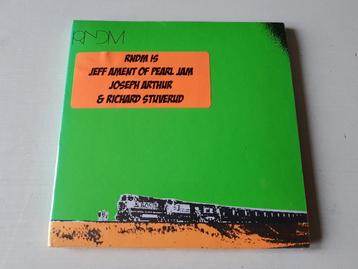 RNDM
RNDM IS
JEFF AMENT OF PEARL JAM
JOSEPH ARTHUR
& RICHARD STUVERUD